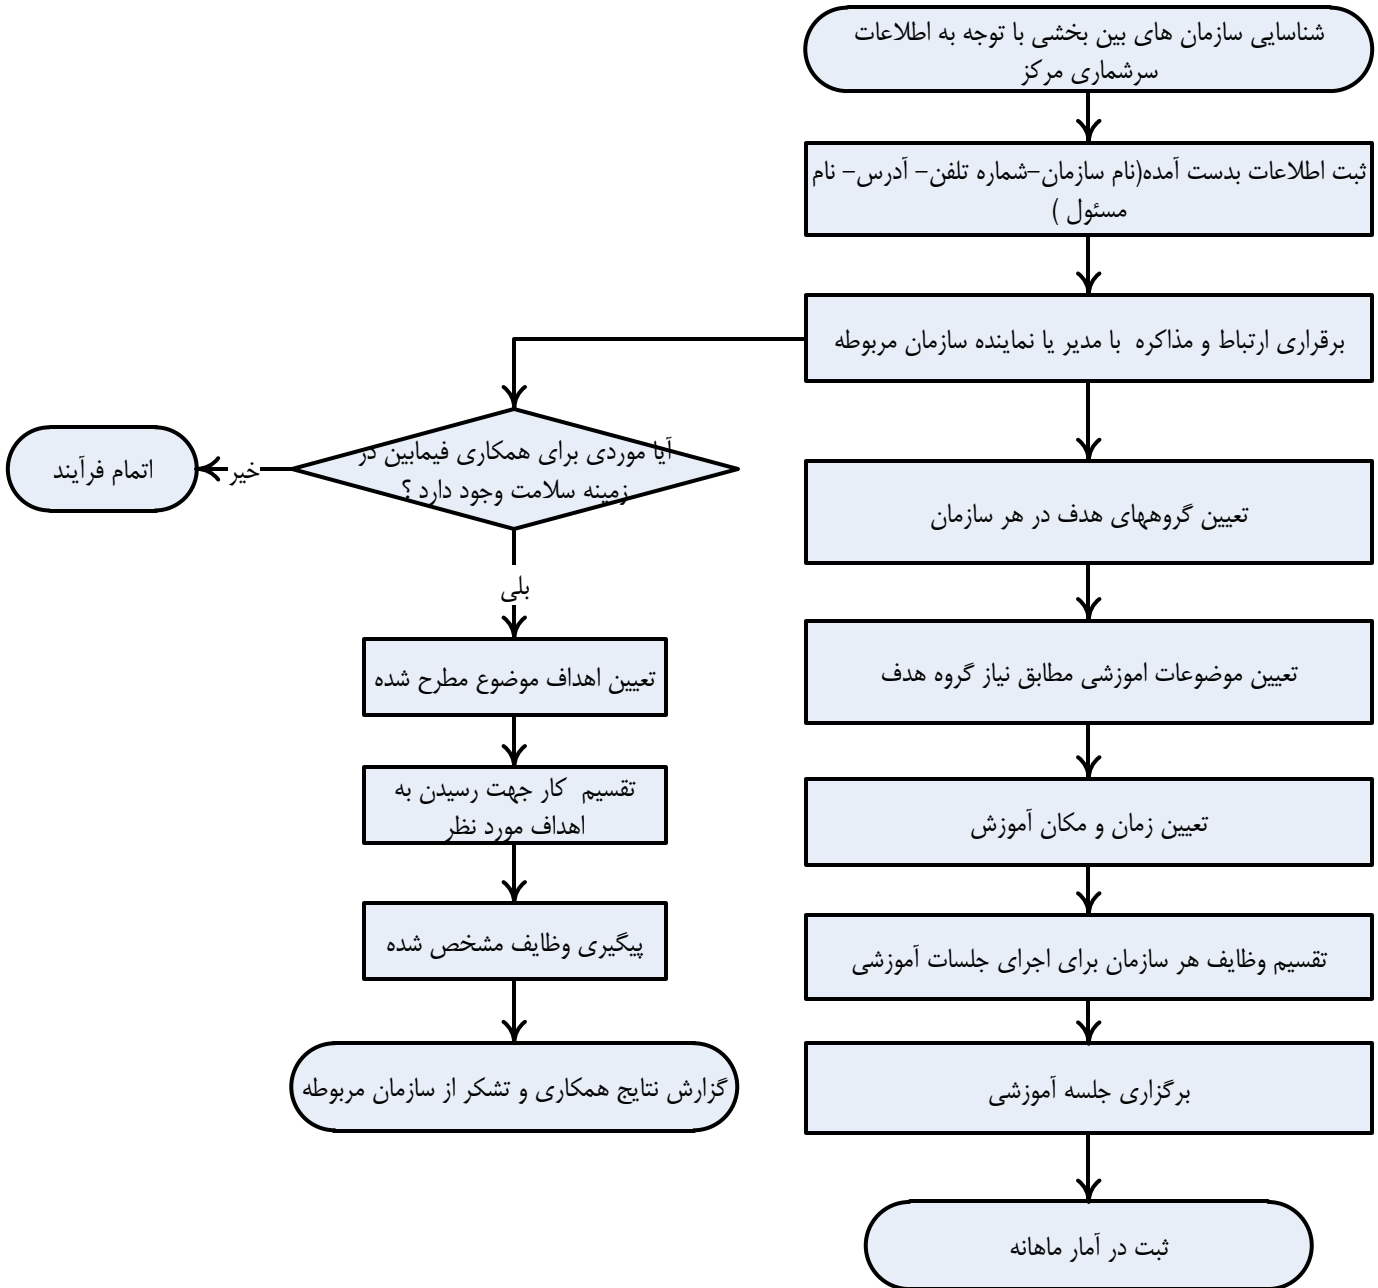 شناسایی سازمان های بین بخشی با توجه به اطلاعات
سرشماری مرکز
ثبت اطلاعات بدست آمده(نام سازمان-شماره تلفن- آدرس- نام
مسئول )
برقراری ارتباط و مذاکره با مدیر یا نماینده سازمان مربوطه
تعیین گروههای هدف در هر سازمان
تعیین موضوعات اموزشی مطابق نیاز گروه هدف
تعیین زمان و مکان آموزش
تقسیم وظایف هر سازمان برای اجرای جلسات آموزشی
برگزاری جلسه آموزشی
ثبت در آمار ماهانه
آیا موردی برای همکاری فیمابین در
زمینه سلامت وجود دارد ؟
خیر
اتمام فرآیند
بلی
تعیین اهداف موضوع مطرح شده
تقسیم کار جهت رسیدن به
اهداف مورد نظر
پیگیری وظایف مشخص شده
گزارش نتایج همکاری و تشکر از سازمان مربوطه